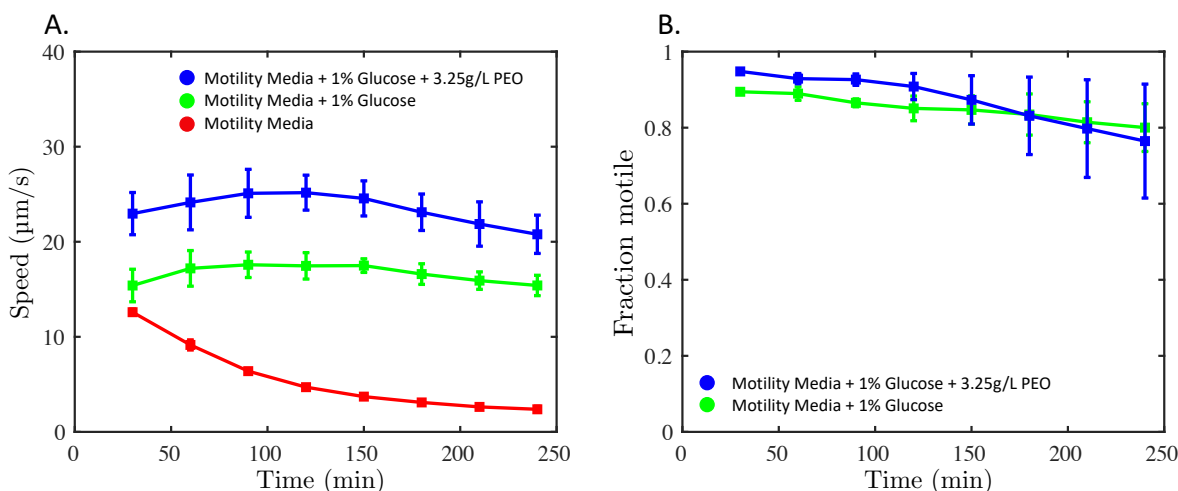 A.
40
30
20
10
0
Speed (µm/s)
Motility Media + 1% Glucose + 3.25g/L PEO
Motility Media + 1% Glucose
Motility Media
0 50 100 150 200 250
Time (min)
B.
1
0.8
0.6
0.4
0.2
0
Fraction motile
Motility Media + 1% Glucose + 3.25g/L PEO
Motility Media + 1% Glucose
0 50 100 150 200 250
Time (min)